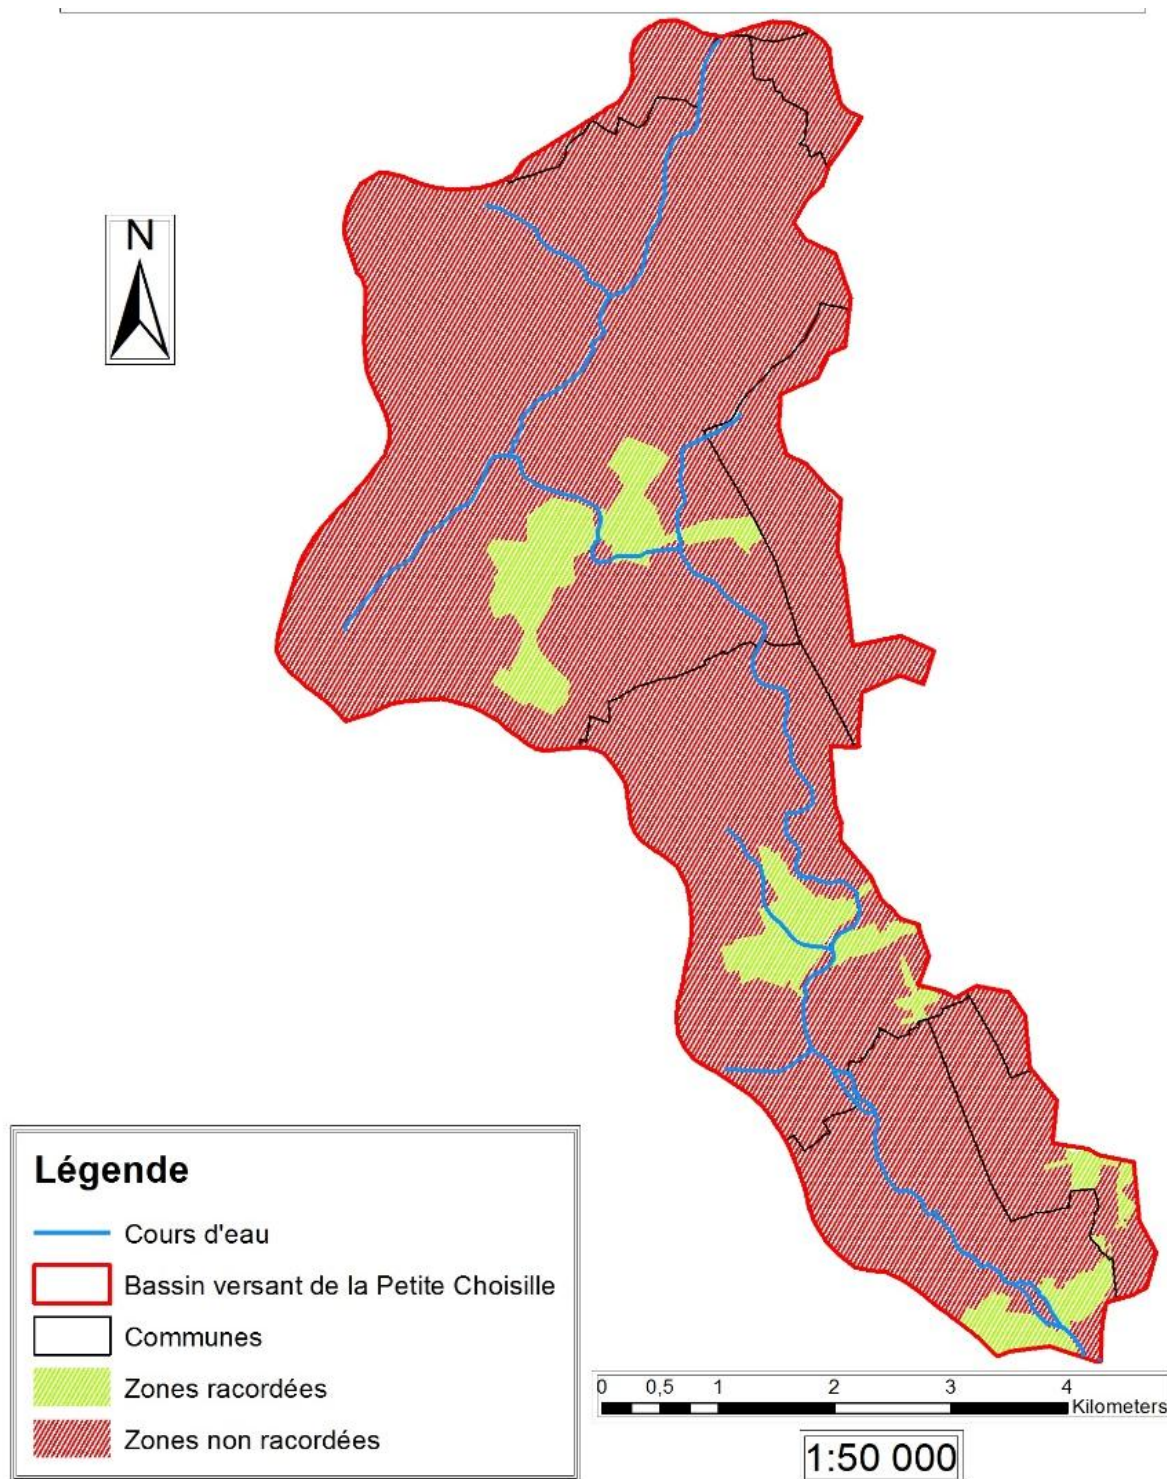 N
Légende
Cours d'eau
Bassin versant de la Petite Choisille
Communes
Zones racordées
Zones non racordées
0 0,5 1 2 3 4
Kilometers
1:50 000